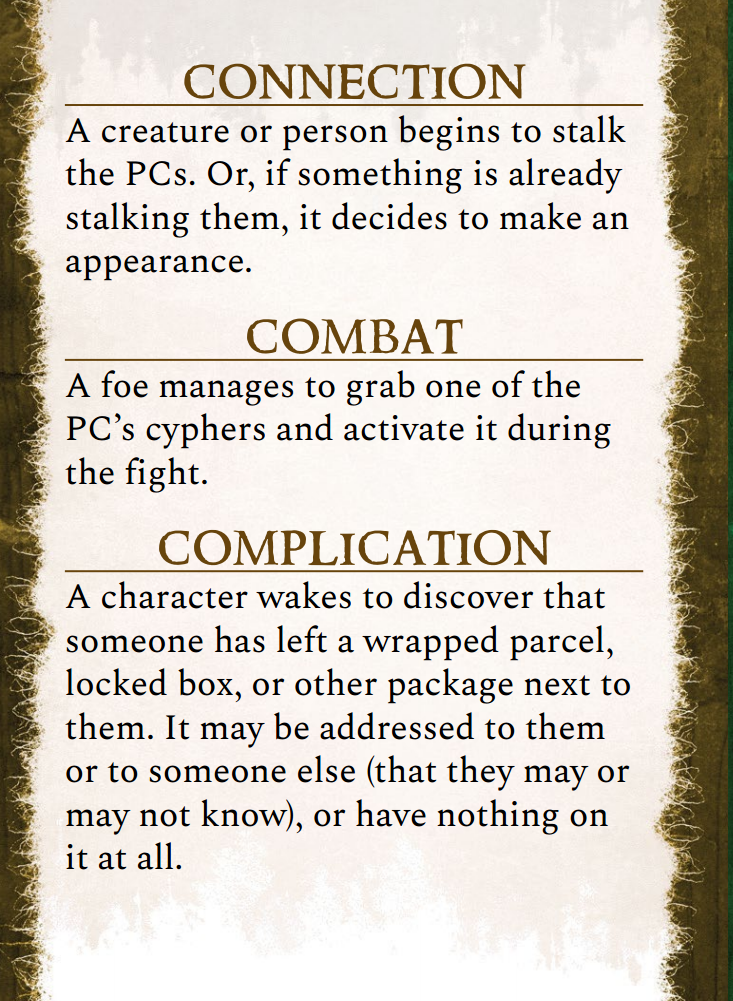 CONNECTION
A creature or person begins to stalk
the PCs. Or, if something is already
stalking them, it decides to make an
appearance.
COMBAT
A foe manages to grab one of the
PC’s cyphers and activate it during
the fight.
COMPLICATION
A character wakes to discover that
someone has left a wrapped parcel,
locked box, or other package next to
them. It may be addressed to them
or to someone else (that they may or
may not know), or have nothing on
it at all.